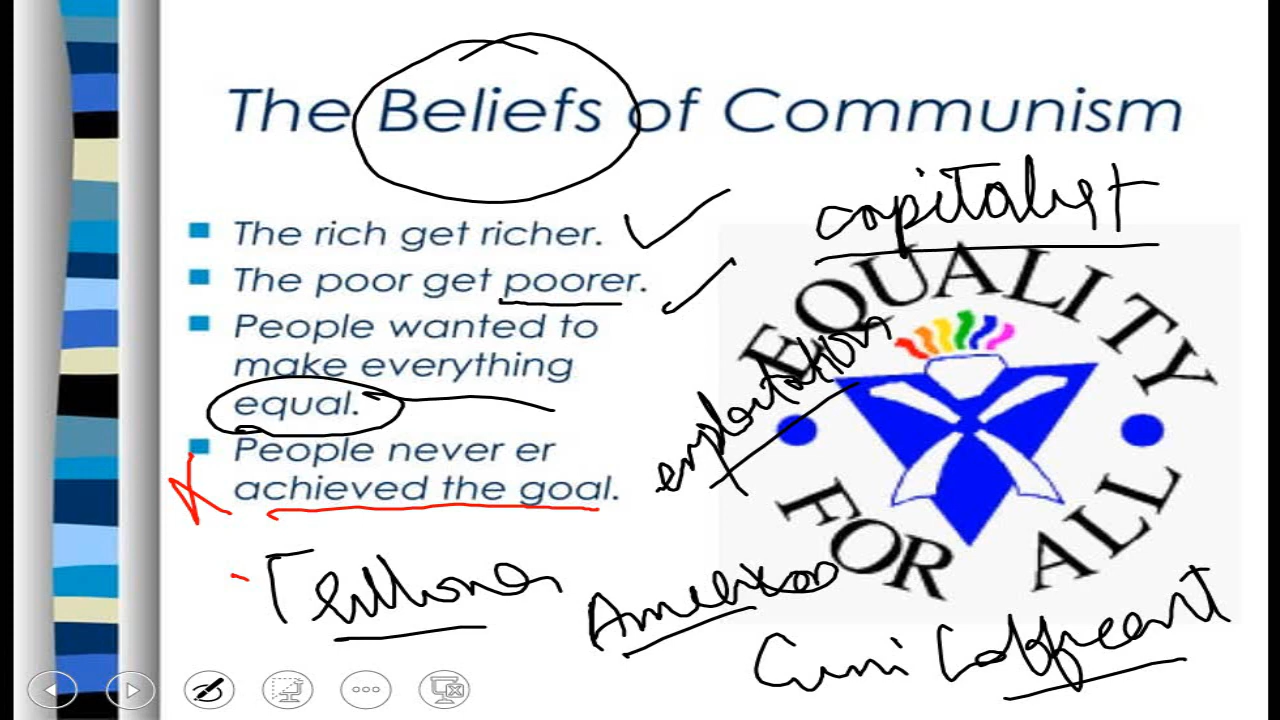 The Beliefs of Communism
capitalist
The rich get richer.
The poor get poorer.
People wanted to
make everything
equal.
People never er
achieved the goal.
EQUALITY
FOR ALL
exploitation